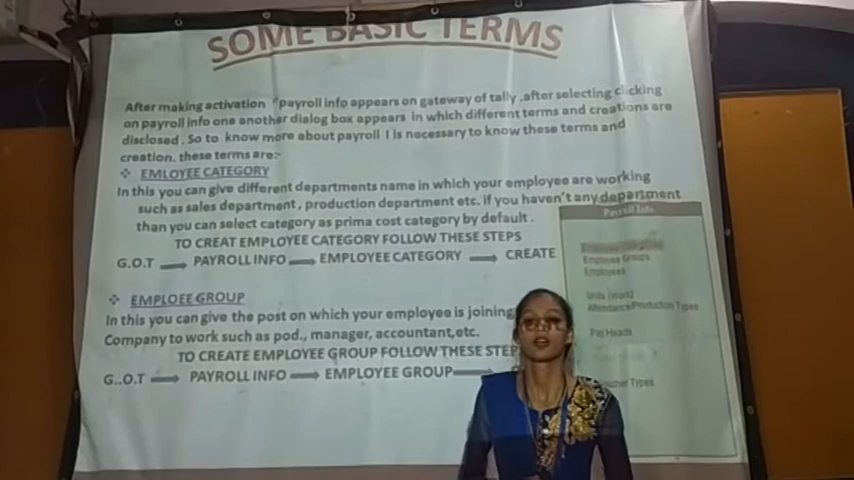 SOME BASIC TERMS
After making activation "payroll info appears on gateway of tally ,after selecting clicking
on payroll info one another dialog box appears in which different terms and creations are
disclosed. So to know more about payroll I is necessary to know these terms and
creation. these terms are:-
❖ EMLOYEE CATEGORY
In this you can give different departments name in which your employee are working
such as sales department, production department etc. if you haven't any department
than you can select category as prima cost category by default .
TO CREAT EMPLOYEE CATEGORY FOLLOW THESE STEPS
G.O.T → PAYROLL INFO → EMPLOYEE CATEGORY → CREATE
❖ EMPLOEE GROUP
In this you can give the post on which your employee is joining
Company to work such as pod., manager, accountant,etc.
TO CREATE EMPLOYEE GROUP FOLLOW THESE STEP
G..O.T → PAYROLL INFO → EMPLOYEE GROUP →
Payroll Info
Employee Groups
Employees
Units (Work)
Attendance/Production Types
Pay Heads
Types